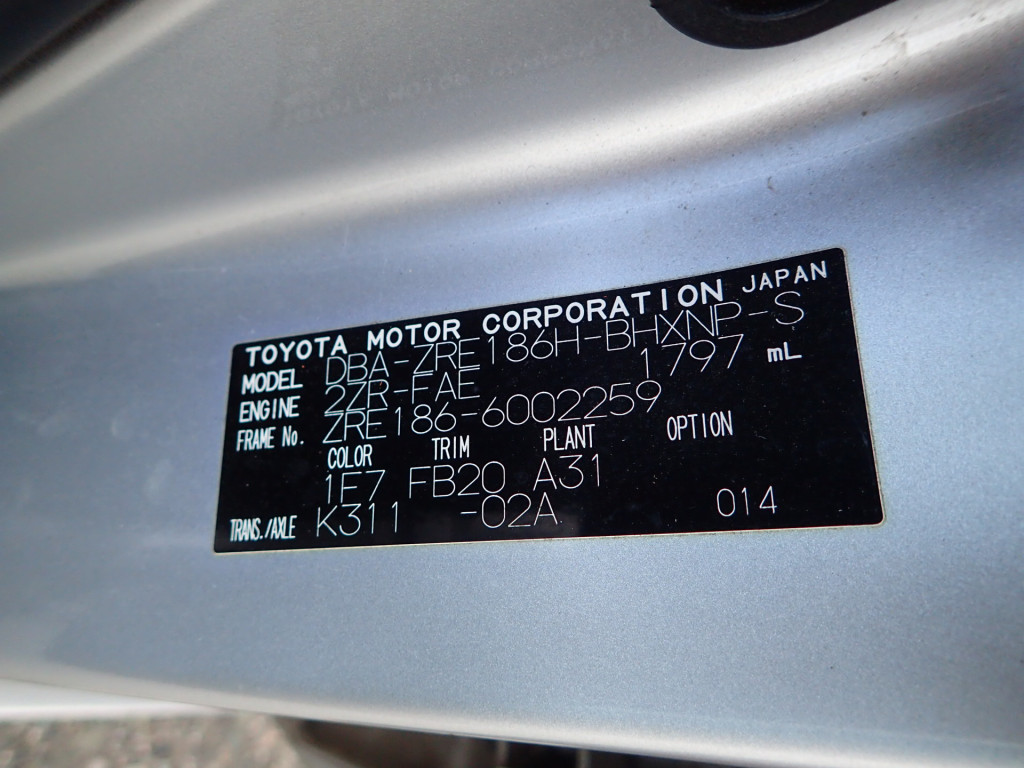 TOYOTA MOTOR CORPORATION JAPAN
MODEL DBA-ZRE186H-BHXNP-S
ENGINE 2ZR-FAE 1797 mL
FRAME No. ZRE186-6002259
COLOR TRIM PLANT OPTION
1F7 FB20 A31
TRANS./AXLE K311 -02A 014